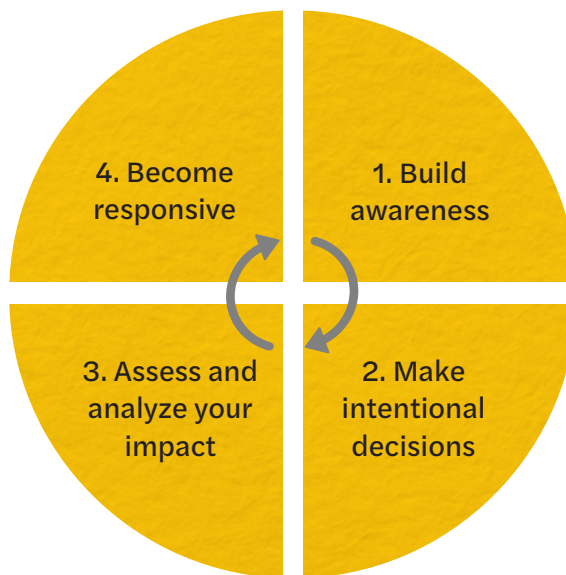 1. Build
awareness
2. Make
intentional
decisions
3. Assess and
analyze your
impact
4. Become
responsive